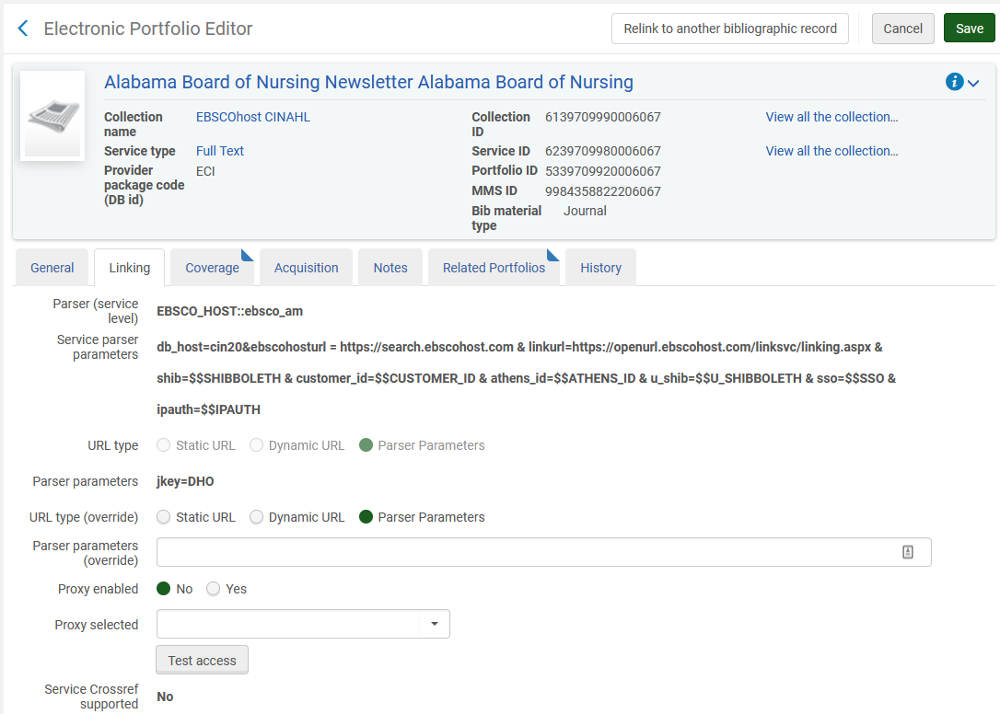 Electronic Portfolio Editor
Relink to another bibliographic record
Cancel
Save
Alabama Board of Nursing Newsletter Alabama Board of Nursing
i
Collection name
EBSCOhost CINAHL
Service type
Full Text
Provider package code (DB id)
ECI
Collection ID
6139709990006067
View all the collection…
Service ID
6239709980006067
View all the collection…
Portfolio ID
5339709920006067
MMS ID
9984358822206067
Bib material type
Journal
General
Linking
Coverage
Acquisition
Notes
Related Portfolios
History
Parser (service level)
EBSCO_HOST::ebsco_am
Service parser parameters
db_host=cin20&ebscohosturl = https://search.ebscohost.com & linkurl=https://openurl.ebscohost.com/linksvc/linking.aspx &
shib=$$SHIBBOLETH & customer_id=$$CUSTOMER_ID & athens_id=$$ATHENS_ID & u_shib=$$U_SHIBBOLETH & sso=$$SSO &
ipauth=$$IPAUTH
URL type
Static URL
Dynamic URL
Parser Parameters
Parser parameters
jkey=DHO
URL type (override)
Static URL
Dynamic URL
Parser Parameters
Parser parameters (override)
Proxy enabled
No
Yes
Proxy selected
Test access
Service Crossref supported
No